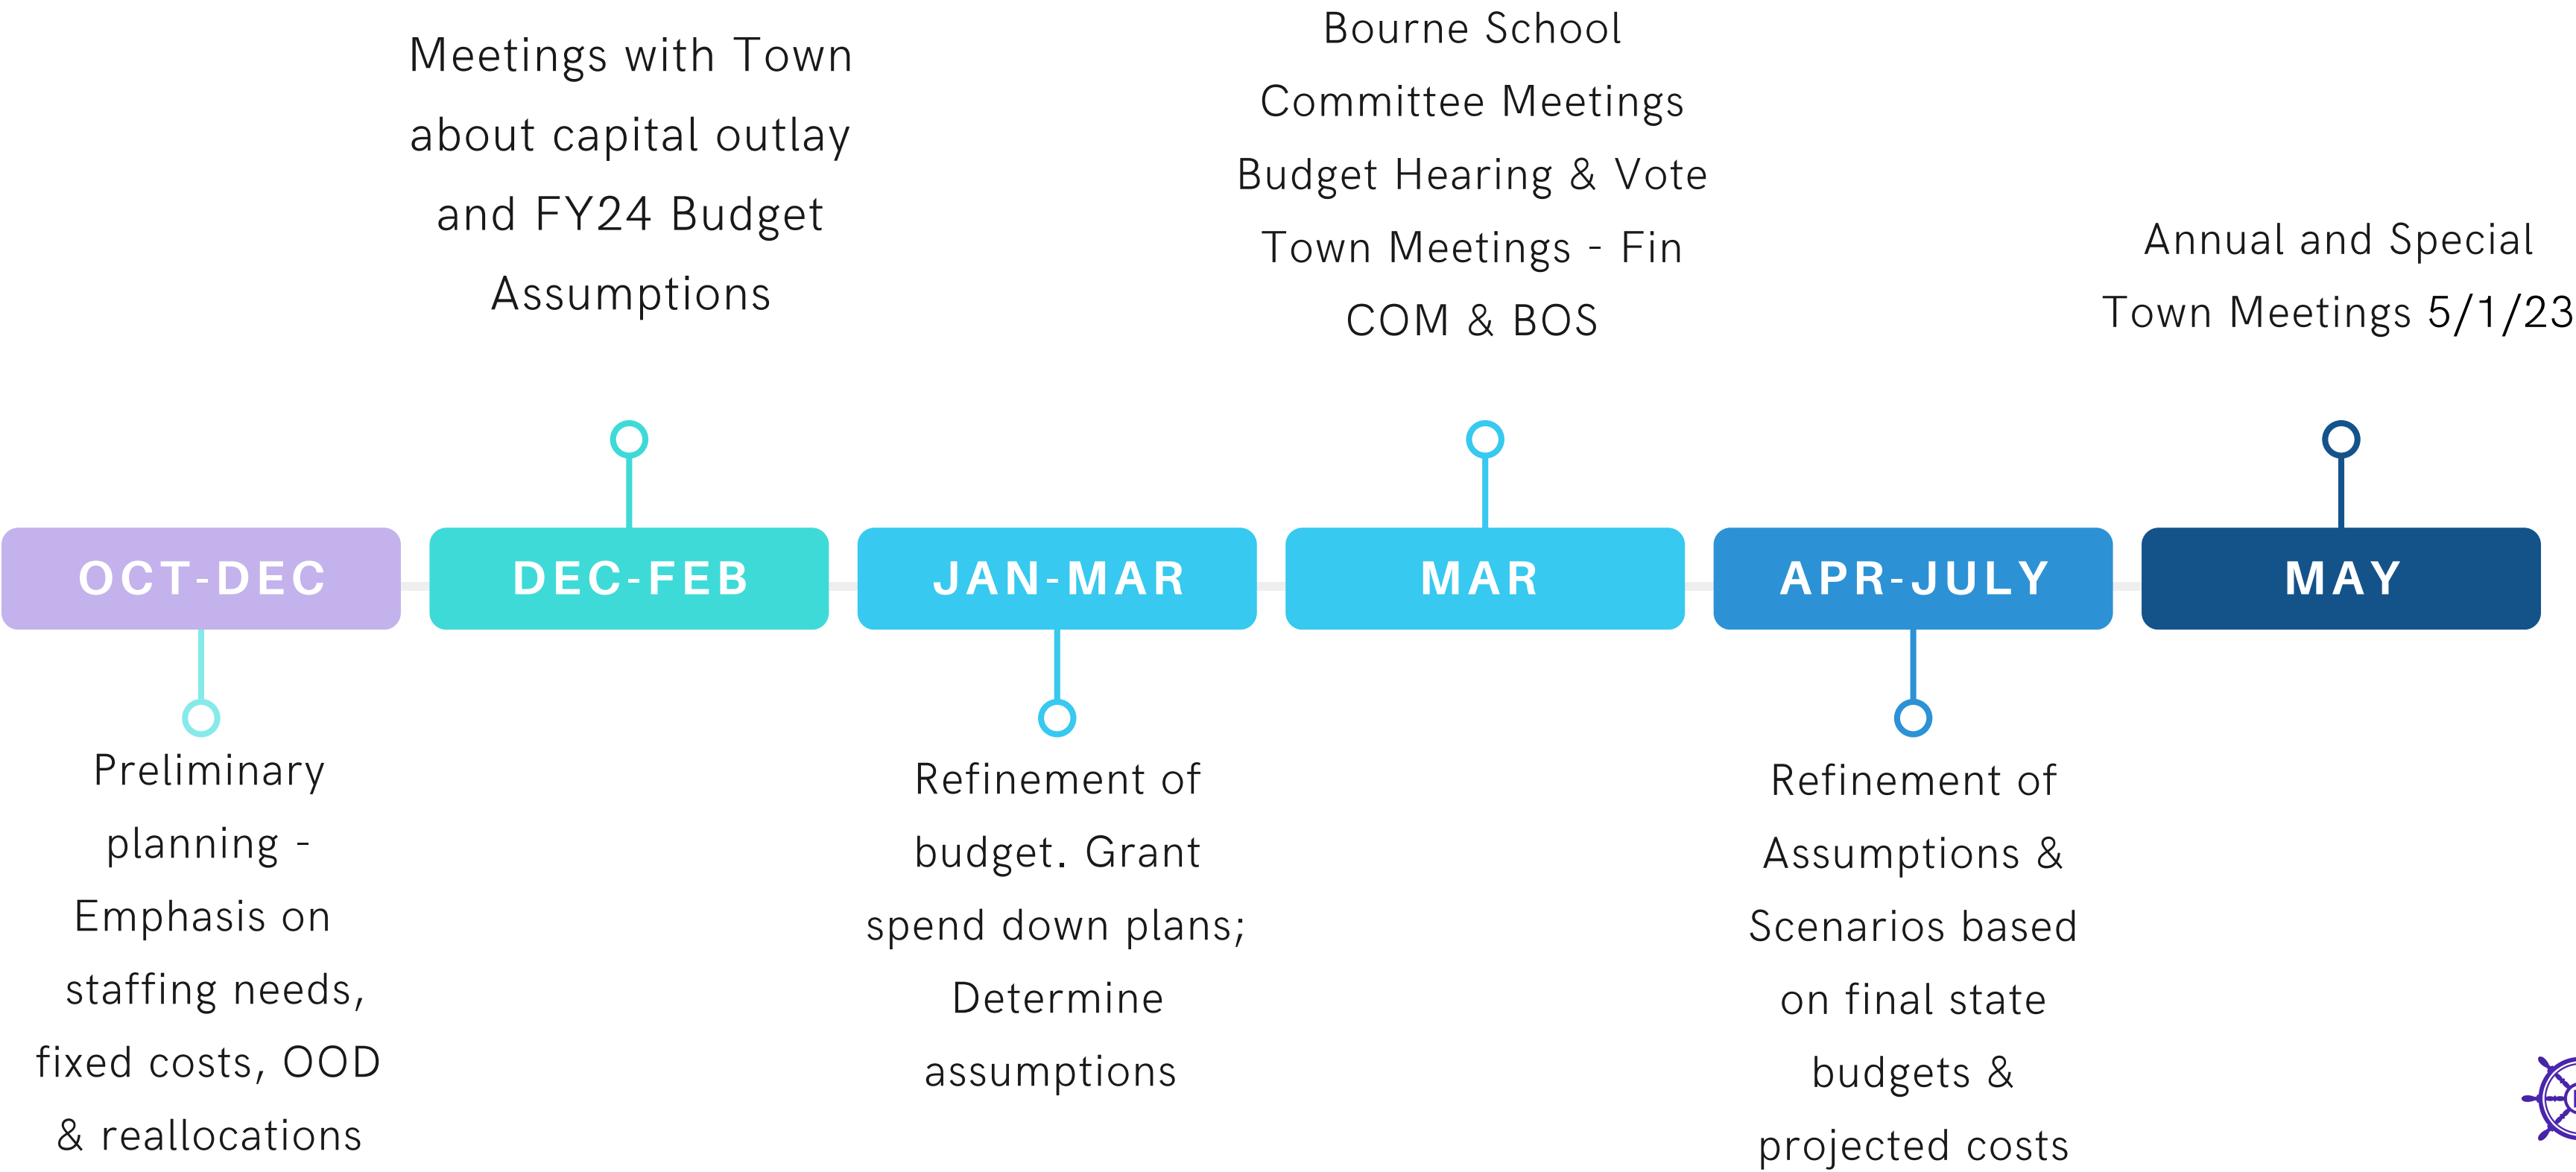 Meetings with Town
about capital outlay
and FY24 Budget
Assumptions
Bourne School
Committee Meetings
Budget Hearing & Vote
Town Meetings - Fin
COM & BOS
Annual and Special
Town Meetings 5/1/23
OCT-DEC
DEC-FEB
JAN-MAR
MAR
APR-JULY
MAY
Preliminary
planning -
Emphasis on
staffing needs,
fixed costs, OOD
& reallocations
Refinement of
budget. Grant
spend down plans;
Determine
assumptions
Refinement of
Assumptions &
Scenarios based
on final state
budgets &
projected costs